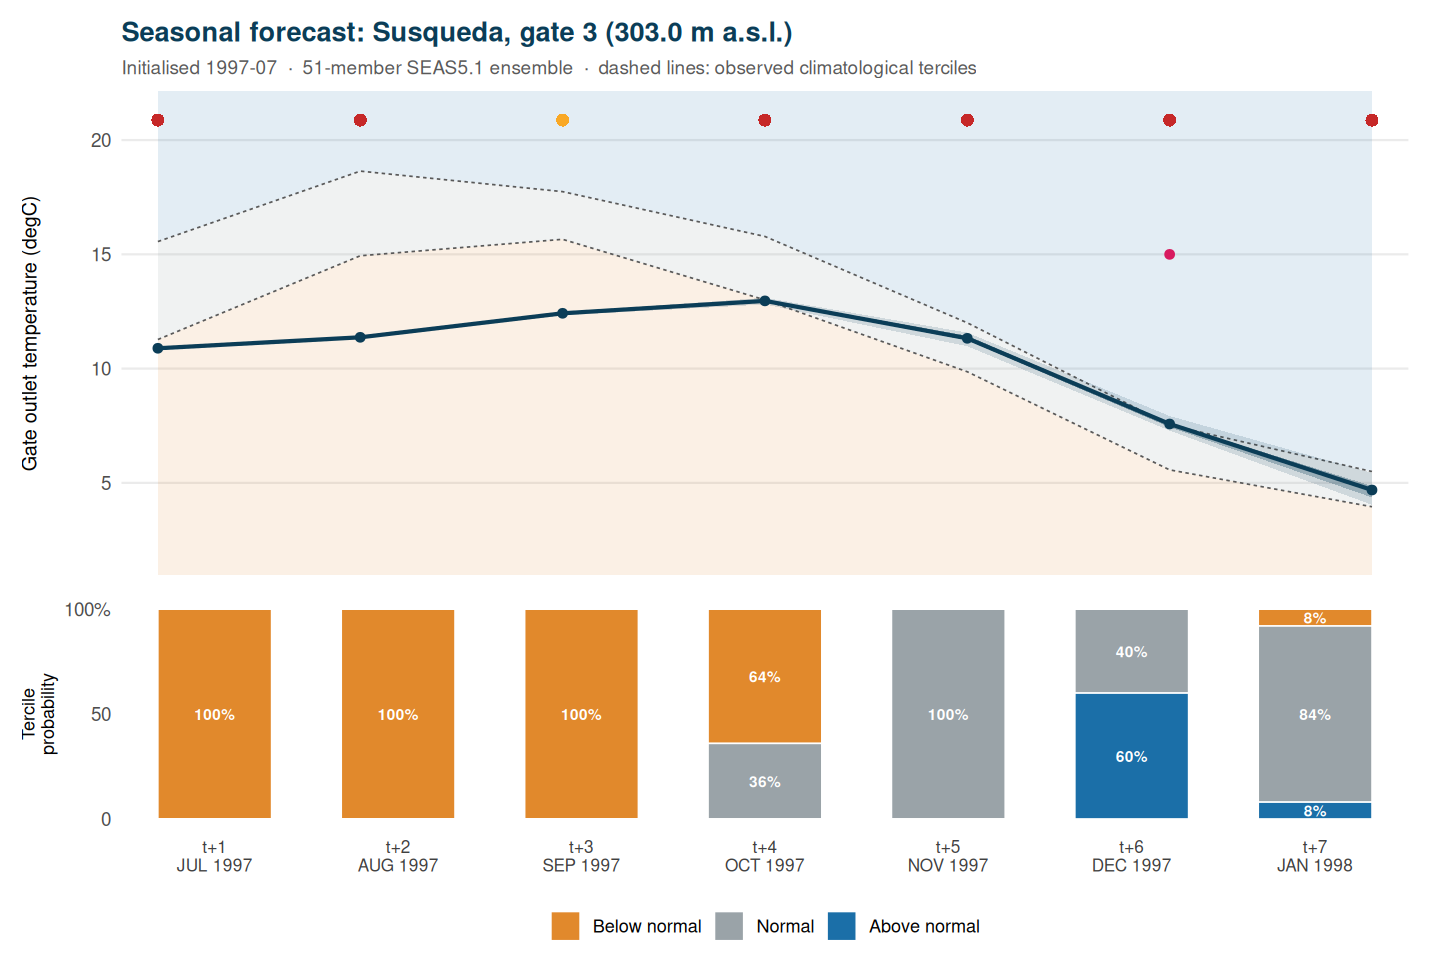 Seasonal forecast: Susqueda, gate 3 (303.0 m a.s.l.)
Initialised 1997-07 · 51-member SEAS5.1 ensemble · dashed lines: observed climatological terciles
Gate outlet temperature (degC)
20
15
10
5
Tercile
probability
100%
50
0
100%
100%
100%
64%
36%
100%
40%
60%
8%
84%
8%
t+1
JUL 1997
t+2
AUG 1997
t+3
SEP 1997
t+4
OCT 1997
t+5
NOV 1997
t+6
DEC 1997
t+7
JAN 1998
Below normal
Normal
Above normal